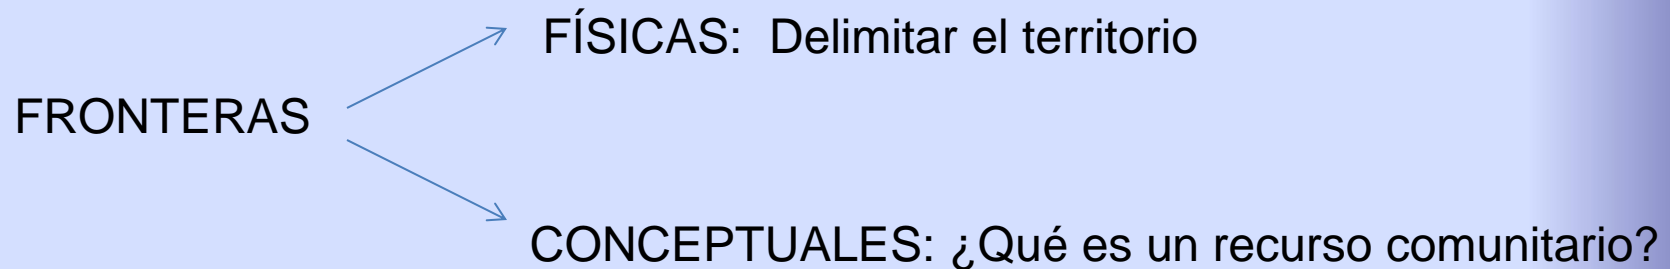 FÍSICAS: Delimitar el territorio
FRONTERAS
CONCEPTUALES: ¿Qué es un recurso comunitario?